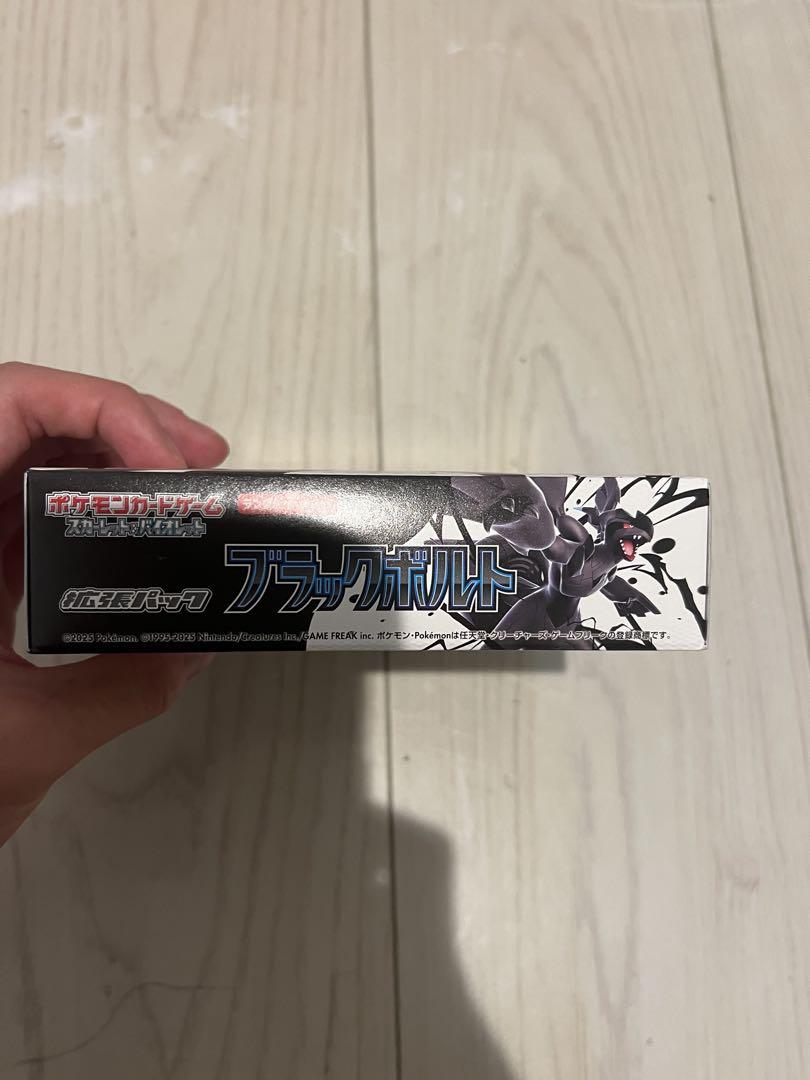 ポケモンカードゲーム
スカーレット&バイオレット
拡張パック
ブラックボルト
©2025 Pokémon. ©1995-2025 Nintendo/Creatures Inc./GAME FREAK inc. ポケモン・Pokémonは任天堂・クリーチャーズ・ゲームフリークの登録商標です。